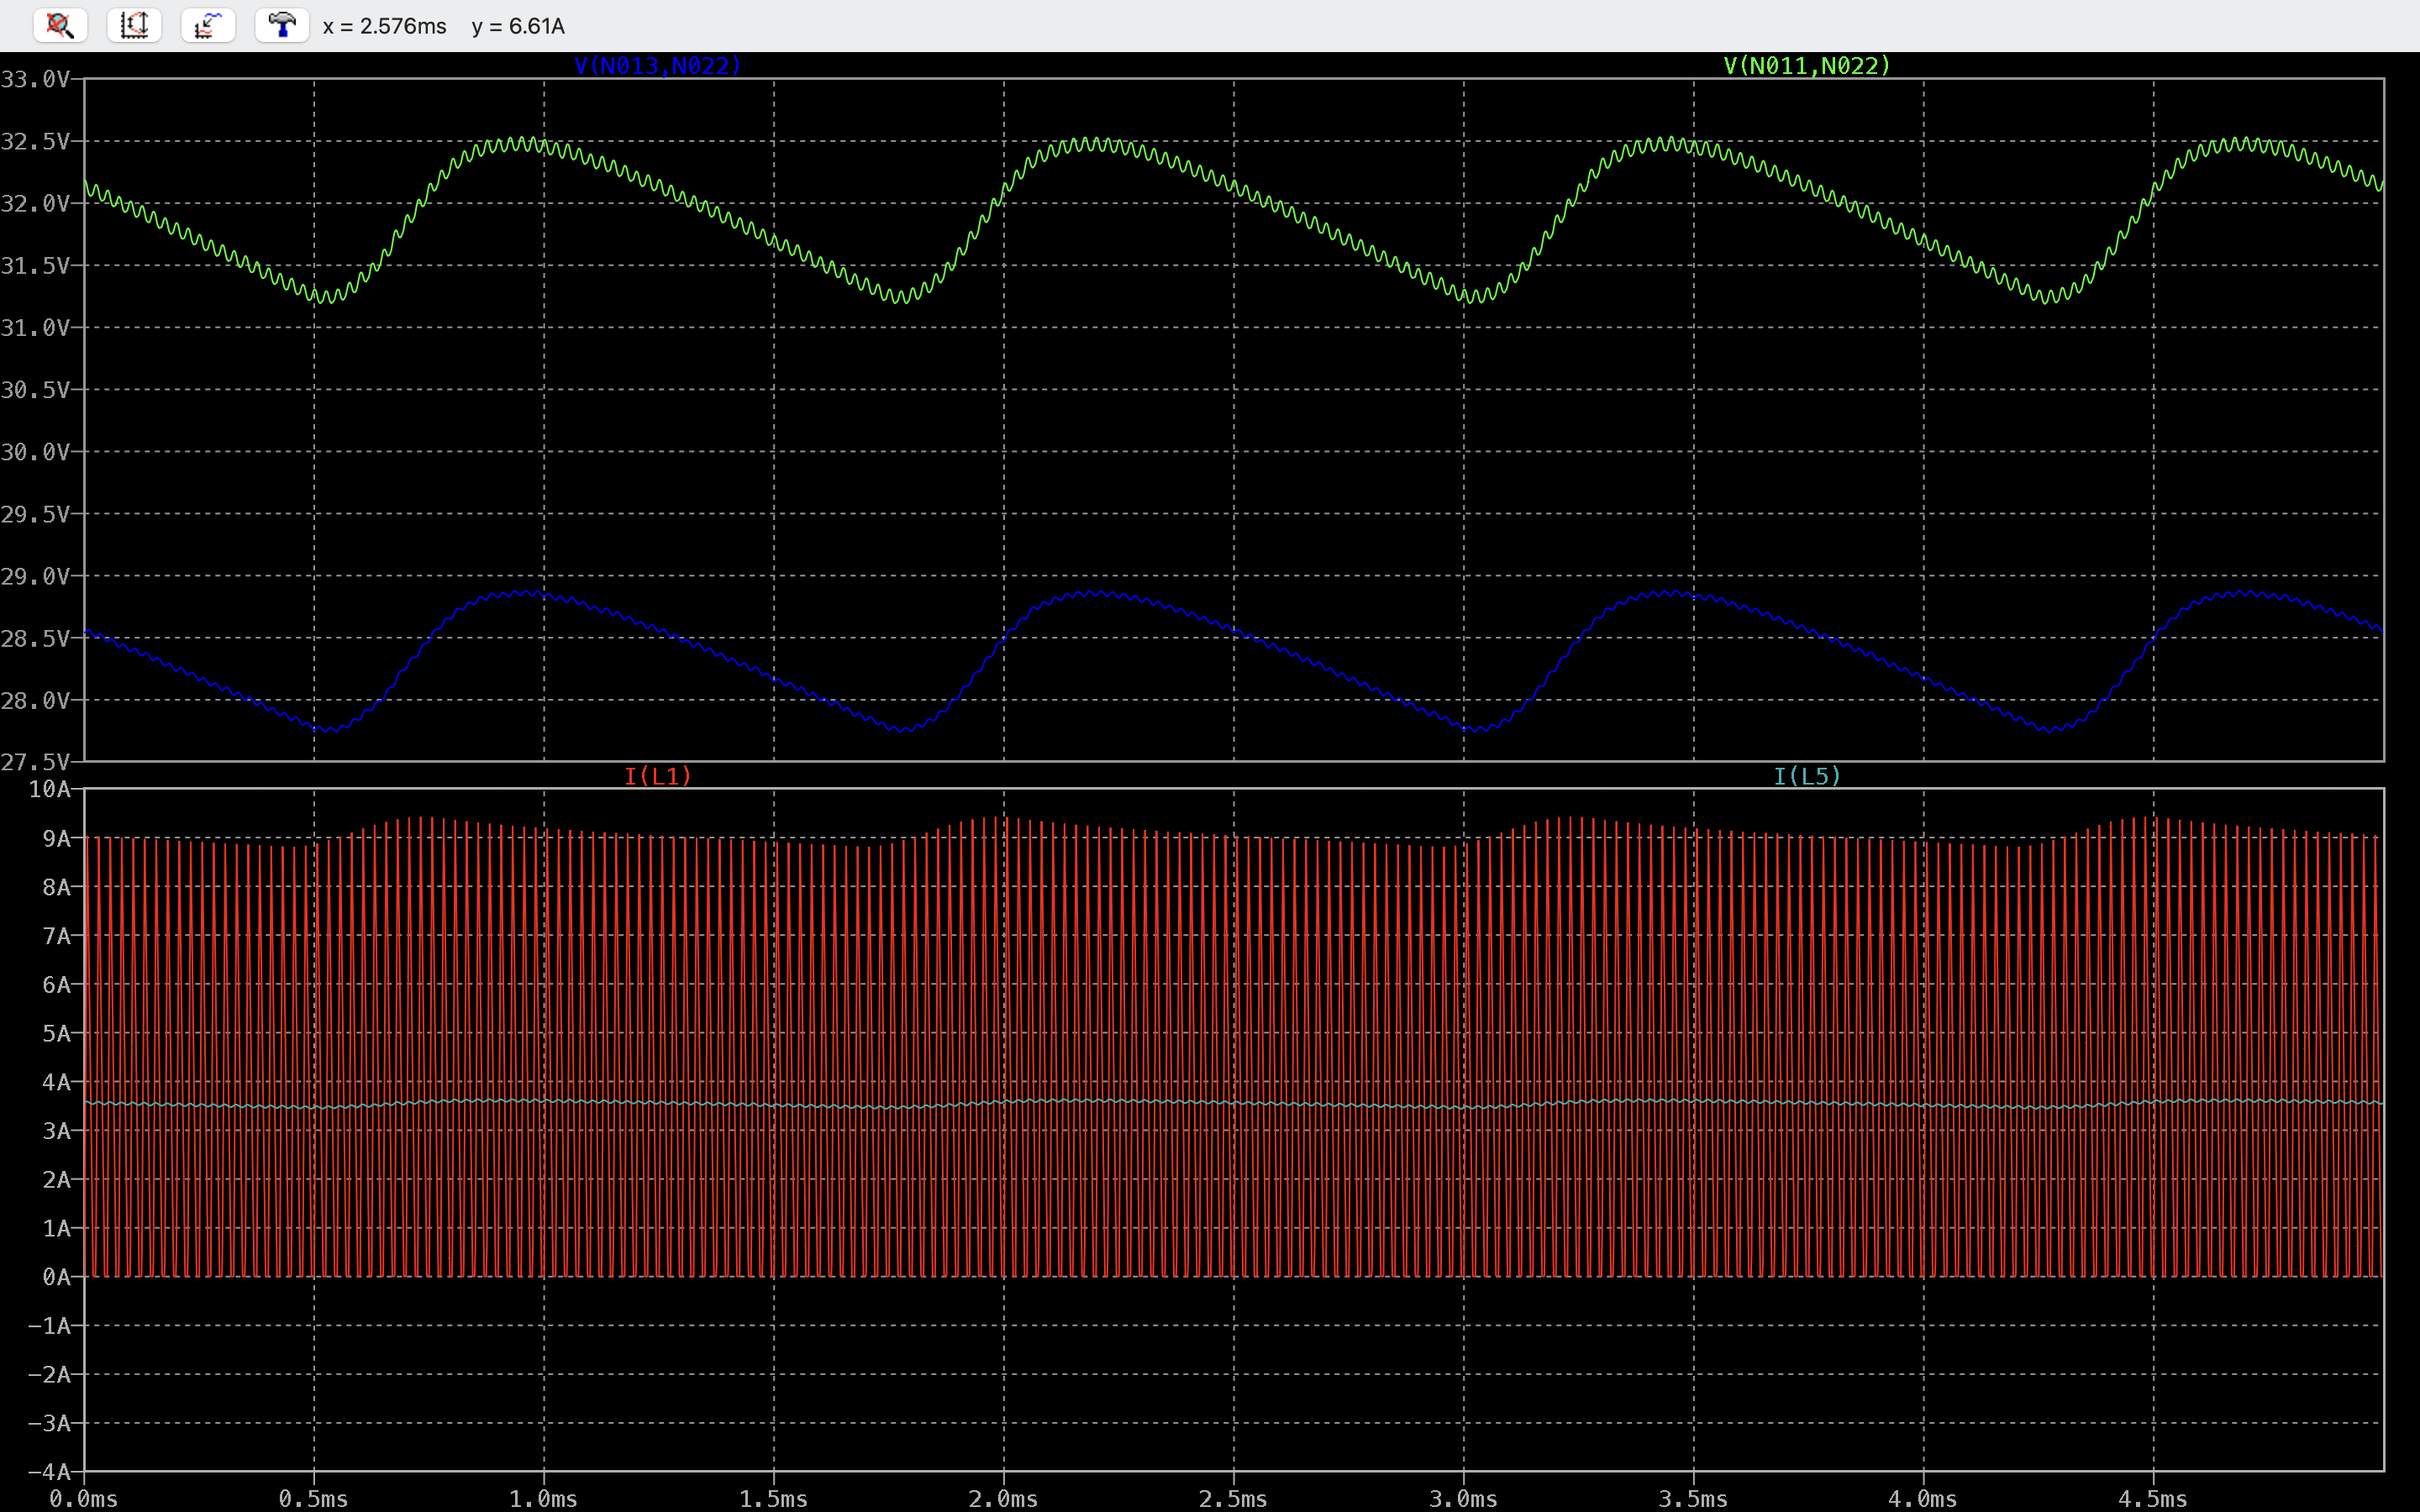 x = 2.576ms y = 6.61A
V(N013,N022) V(N011,N022)
33.0V
32.5V
32.0V
31.5V
31.0V
30.5V
30.0V
29.5V
29.0V
28.5V
28.0V
27.5V
I(L1) I(L5)
10A
9A
8A
7A
6A
5A
4A
3A
2A
1A
0A
-1A
-2A
-3A
-4A
0.0ms 0.5ms 1.0ms 1.5ms 2.0ms 2.5ms 3.0ms 3.5ms 4.0ms 4.5ms